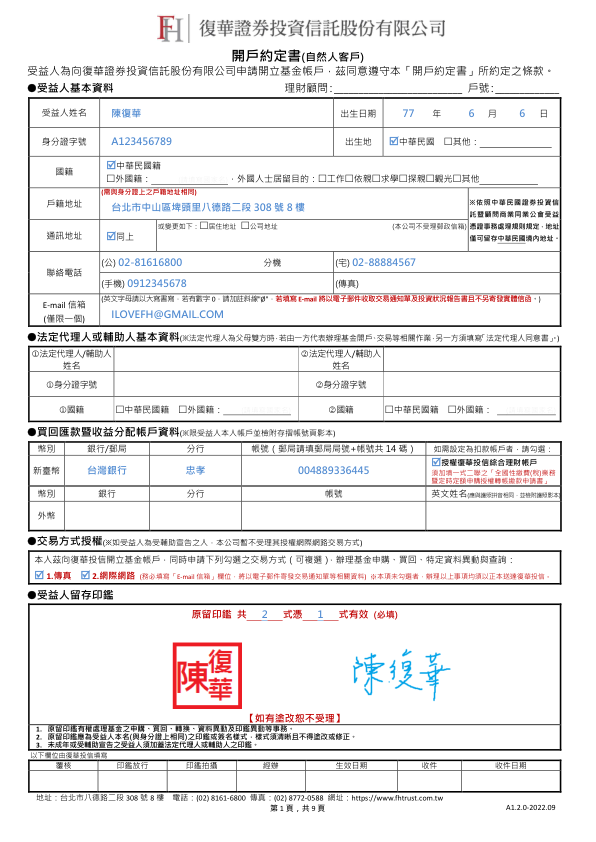 FH 復華證券投資信託股份有限公司
開戶約定書(自然人客戶)
受益人為向復華證券投資信託股份有限公司申請開立基金帳戶，茲同意遵守本「開戶約定書」所約定之條款。
●受益人基本資料 理財顧問: 戶號:
受益人姓名 陳復華 出生日期 77 年 6 月 6 日
身分證字號 A123456789 出生地 ☑中華民國 □其他:
國籍 ☑中華民國籍
□外國籍: ，外國人士居留目的：□工作□依親□求學□探親□觀光□其他
戶籍地址 (需與身分證上之戶籍地址相同)
台北市中山區埤頭里八德路二段 308 號 8 樓
※依照中華民國證券投資信託暨顧問商業同業公會受益憑證事務處理規則規定，地址僅可留存中華民國境內地址。
通訊地址 ☑同上 或變更如下：□居住地址 □公司地址 (本公司不受理郵政信箱)
聯絡電話 (公) 02-81616800 分機 (宅) 02-88884567
(手機) 0912345678 (傳真)
E-mail 信箱 (僅限一個) (英文字母請以大寫書寫，若有數字 0，請加註斜線"Ø"，若填寫 E-mail 將以電子郵件收取交易通知單及投資狀況報告書且不另寄發實體信函。)
ILOVEFH@GMAIL.COM
●法定代理人或輔助人基本資料(※法定代理人為父母雙方時，若由一方代表辦理基金開戶、交易等相關作業，另一方須填寫「法定代理人同意書」。)
①法定代理人/輔助人姓名 ②法定代理人/輔助人姓名
①身分證字號 ②身分證字號
①國籍 □中華民國籍 □外國籍： ②國籍 □中華民國籍 □外國籍：
●買回匯款暨收益分配帳戶資料(※限受益人本人帳戶並檢附存摺帳號頁影本)
幣別 銀行/郵局 分行 帳號（郵局請填郵局局號+帳號共 14 碼） 如需設定為扣款帳戶者，請勾選：
新臺幣 台灣銀行 忠孝 004889336445 ☑授權復華投信綜合理財帳戶
須加填一式二聯之「全國性繳費(稅)業務暨定時定額申購授權轉帳繳款申請書」
幣別 銀行 分行 帳號 英文姓名(應與護照拼音相同，並檢附護照影本)
外幣
●交易方式授權(※如受益人為受輔助宣告之人，本公司暫不受理其授權網際網路交易方式)
本人茲向復華投信開立基金帳戶，同時申請下列勾選之交易方式 ( 可複選 )，辦理基金申購、買回、特定資料異動與查詢：
☑ 1.傳真 ☑ 2.網際網路 (務必填寫「E-mail 信箱」欄位，將以電子郵件寄發交易通知單等相關資料) ※本項未勾選者，辦理以上事項均須以正本送達復華投信。
●受益人留存印鑑
原留印鑑 共 2 式憑 1 式有效 (必填)
陳復華 陳復華
【如有塗改恕不受理】
1. 原留印鑑有權處理基金之申購、買回、轉換、資料異動及印鑑異動等事務。
2. 原留印鑑應為受益人本名(與身分證上相同)之印鑑或簽名樣式，樣式須清晰且不得塗改或修正。
3. 未成年或受輔助宣告之受益人須加蓋法定代理人或輔助人之印鑑。
以下欄位由復華投信填寫
覆核 印鑑放行 印鑑拍攝 經辦 生效日期 收件 收件日期
地址：台北市八德路二段 308 號 8 樓 電話：(02) 8161-6800 傳真：(02) 8772-0588 網址：https://www.fhtrust.com.tw
第 1 頁，共 9 頁 A1.2.0-2022.09